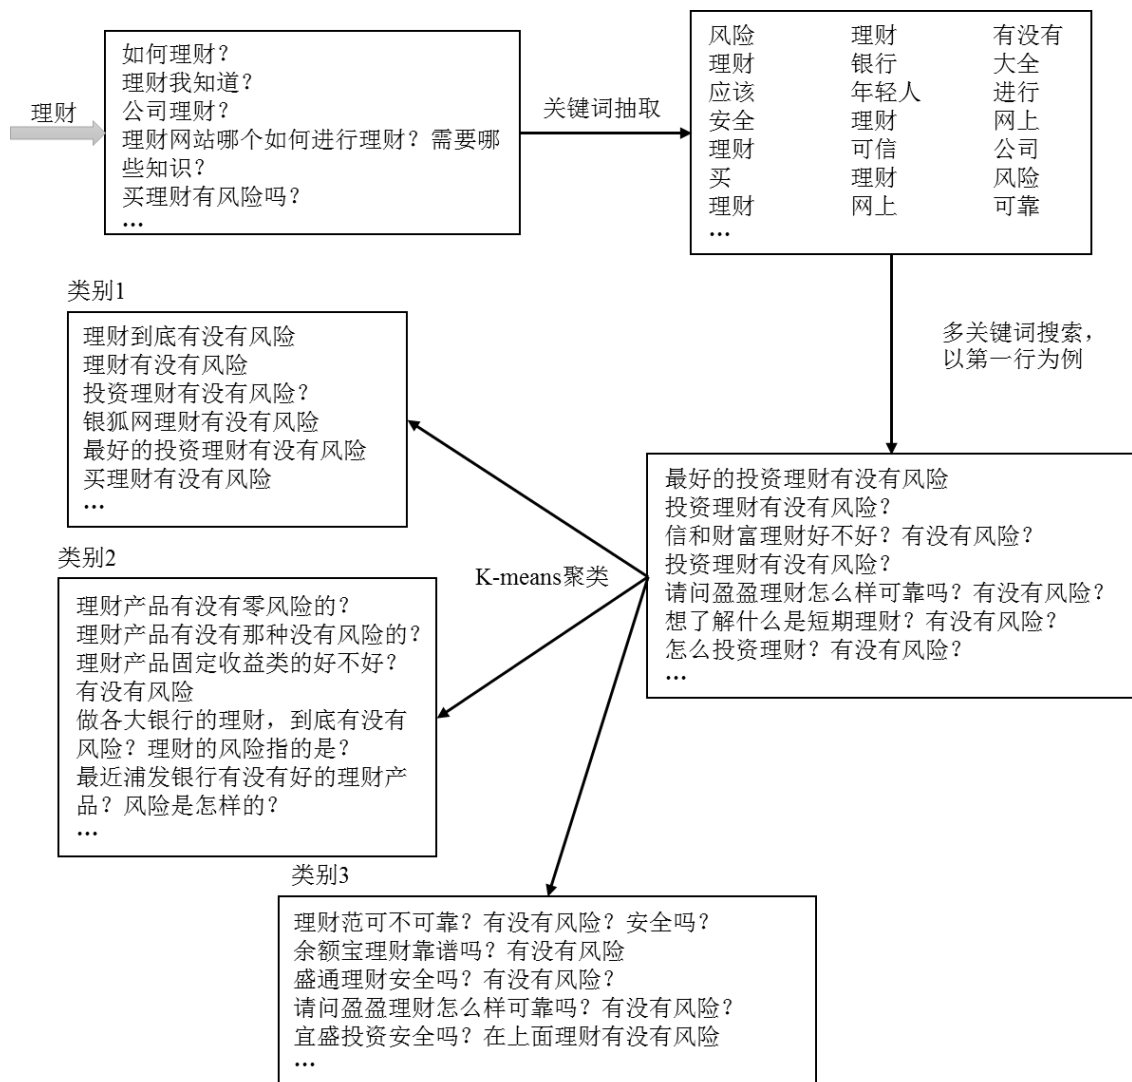 理财
如何理财？
理财我知道？
公司理财？
理财网站哪个如何进行理财？需要哪
些知识？
买理财有风险吗？
...
关键词抽取
风险 理财 有没有
理财 银行 大全
应该 年轻人 进行
安全 理财 网上
理财 可信 公司
买 理财 风险
理财 网上 可靠
...
多关键词搜索，
以第一行为例
最好的投资理财有没有风险
投资理财有没有风险？
信和财富理财好不好？有没有风险？
投资理财有没有风险？
请问盈盈理财怎么样可靠吗？有没有风险？
想了解什么是短期理财？有没有风险？
怎么投资理财？有没有风险？
...
K-means聚类
类别1
理财到底有没有风险
理财有没有风险
投资理财有没有风险？
银狐网理财有没有风险
最好的投资理财有没有风险
买理财有没有风险
...
类别2
理财产品有没有零风险的？
理财产品有没有那种没有风险的？
理财产品固定收益类的好不好？
有没有风险
做各大银行的理财，到底有没有
风险？理财的风险指的是？
最近浦发银行有没有好的理财产
品？风险是怎样的？
...
类别3
理财范可不可靠？有没有风险？安全吗？
余额宝理财靠谱吗？有没有风险
盛通理财安全吗？有没有风险？
请问盈盈理财怎么样可靠吗？有没有风险？
宜盛投资安全吗？在上面理财有没有风险
...